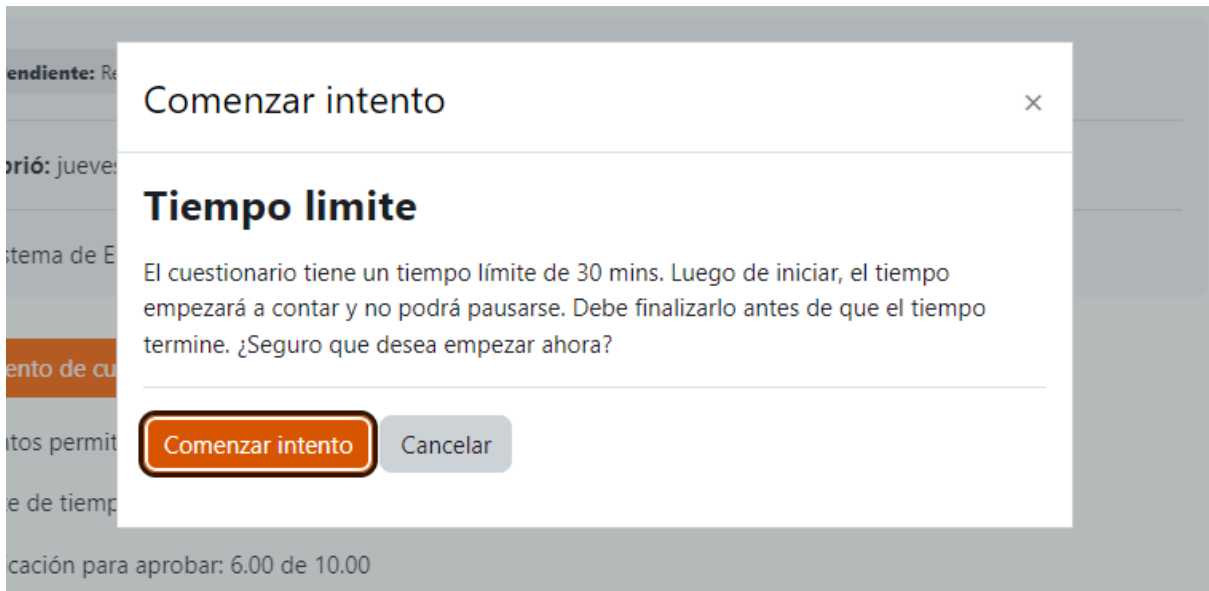 endiente:
Comenzar intento
×
brió: jueves
Tiempo limite
stema de E
El cuestionario tiene un tiempo límite de 30 mins. Luego de iniciar, el tiempo
empezará a contar y no podrá pausarse. Debe finalizarlo antes de que el tiempo
termine. ¿Seguro que desea empezar ahora?
ento de cu
Comenzar intento Cancelar
ntos permit
te de tiemp
icación para aprobar: 6.00 de 10.00